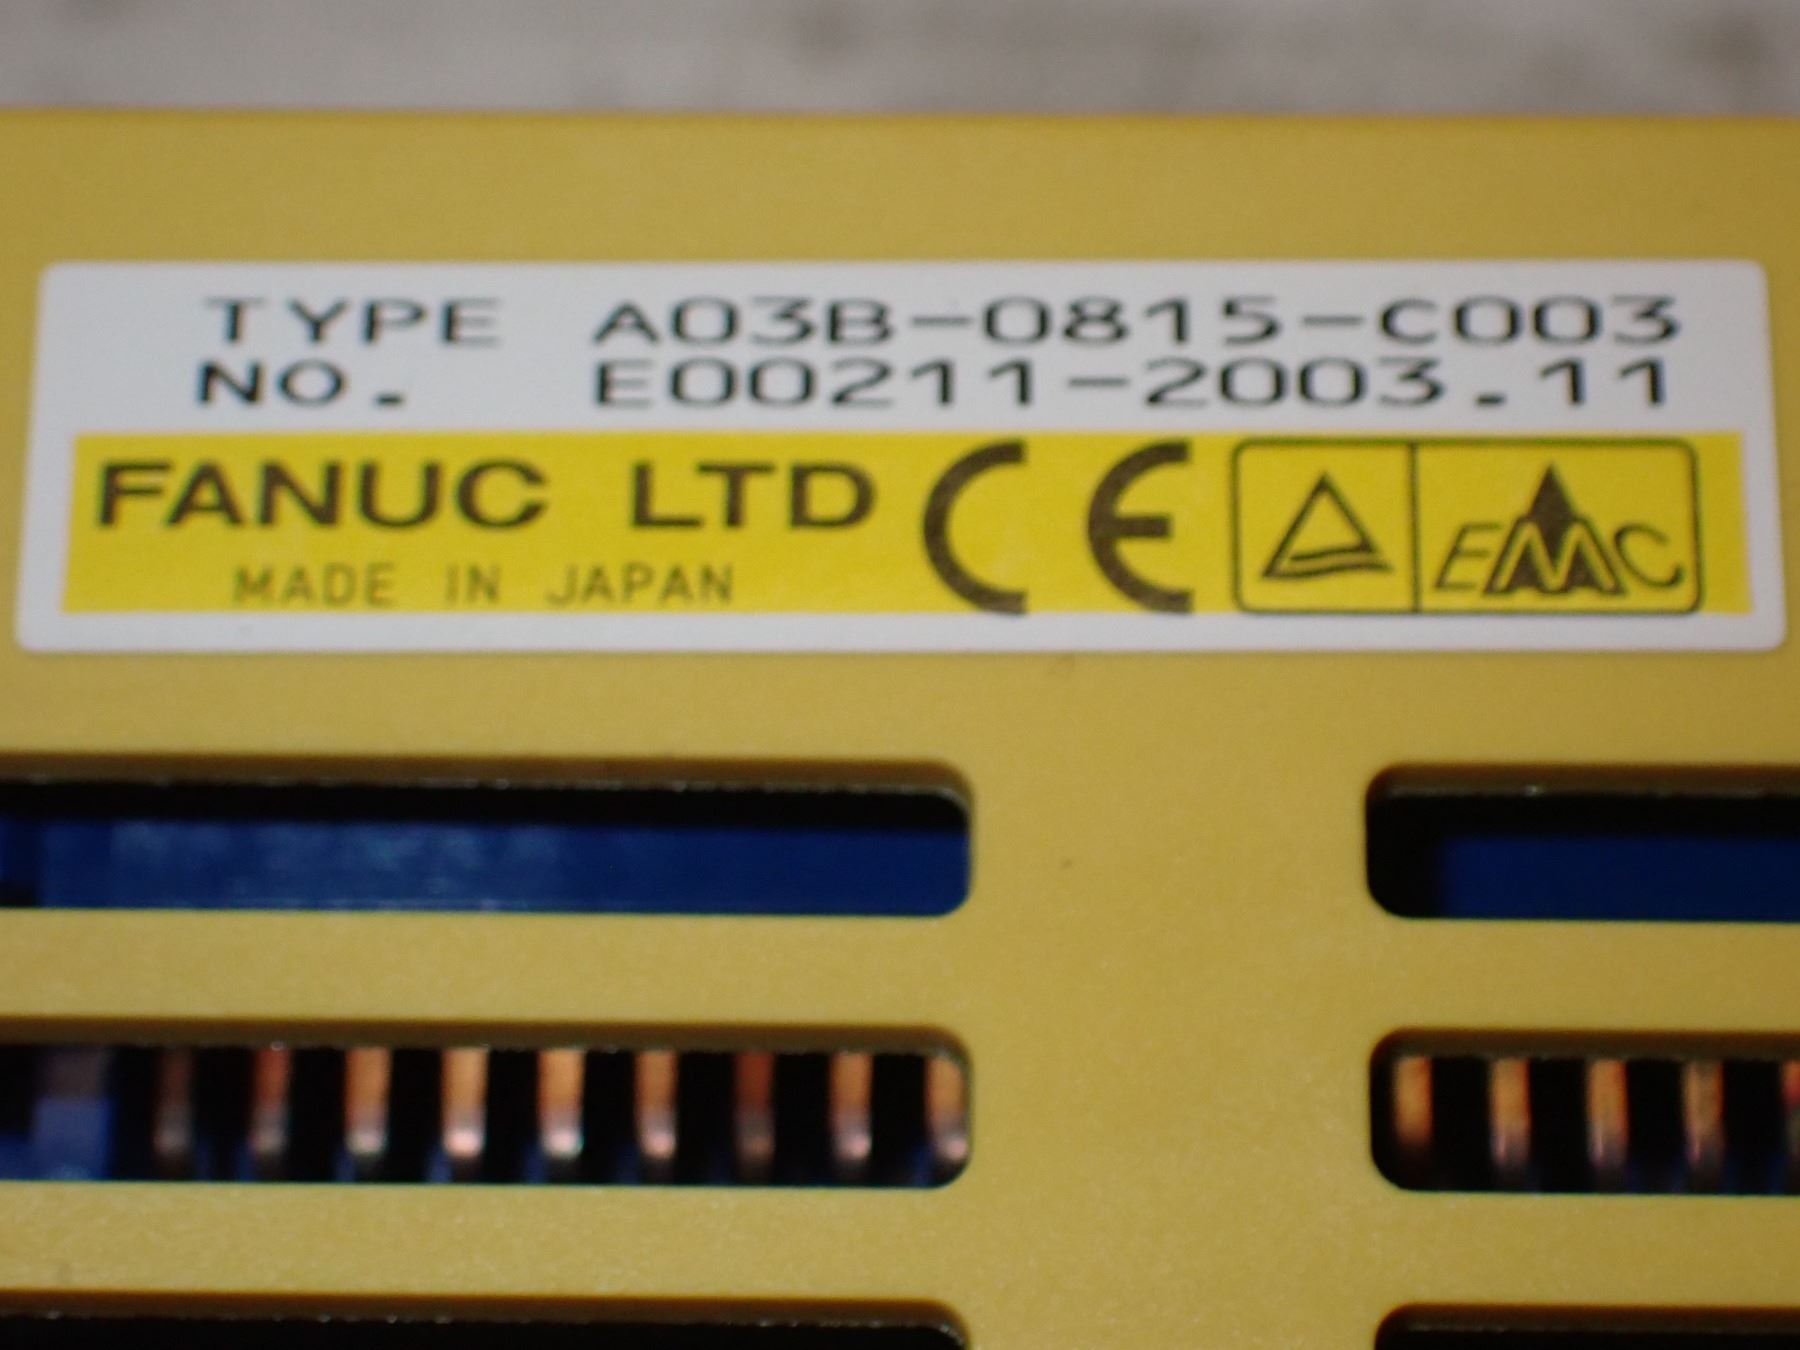 TYPE A03B-0815-C003
NO. E00211-2003.11
FANUC LTD CE EMC
MADE IN JAPAN